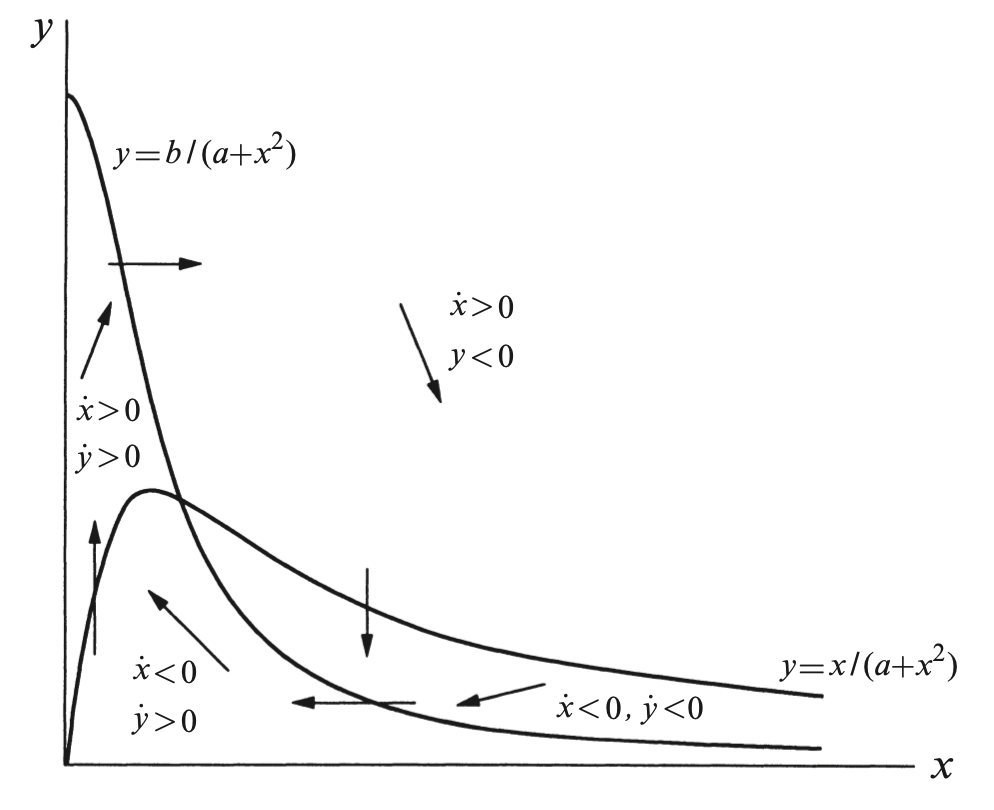 y
y=b/(a+x²)
ẋ>0
y<0
ẋ>0
ẏ>0
ẋ<0
ẏ>0
y=x/(a+x²)
ẋ<0, ẏ<0
x